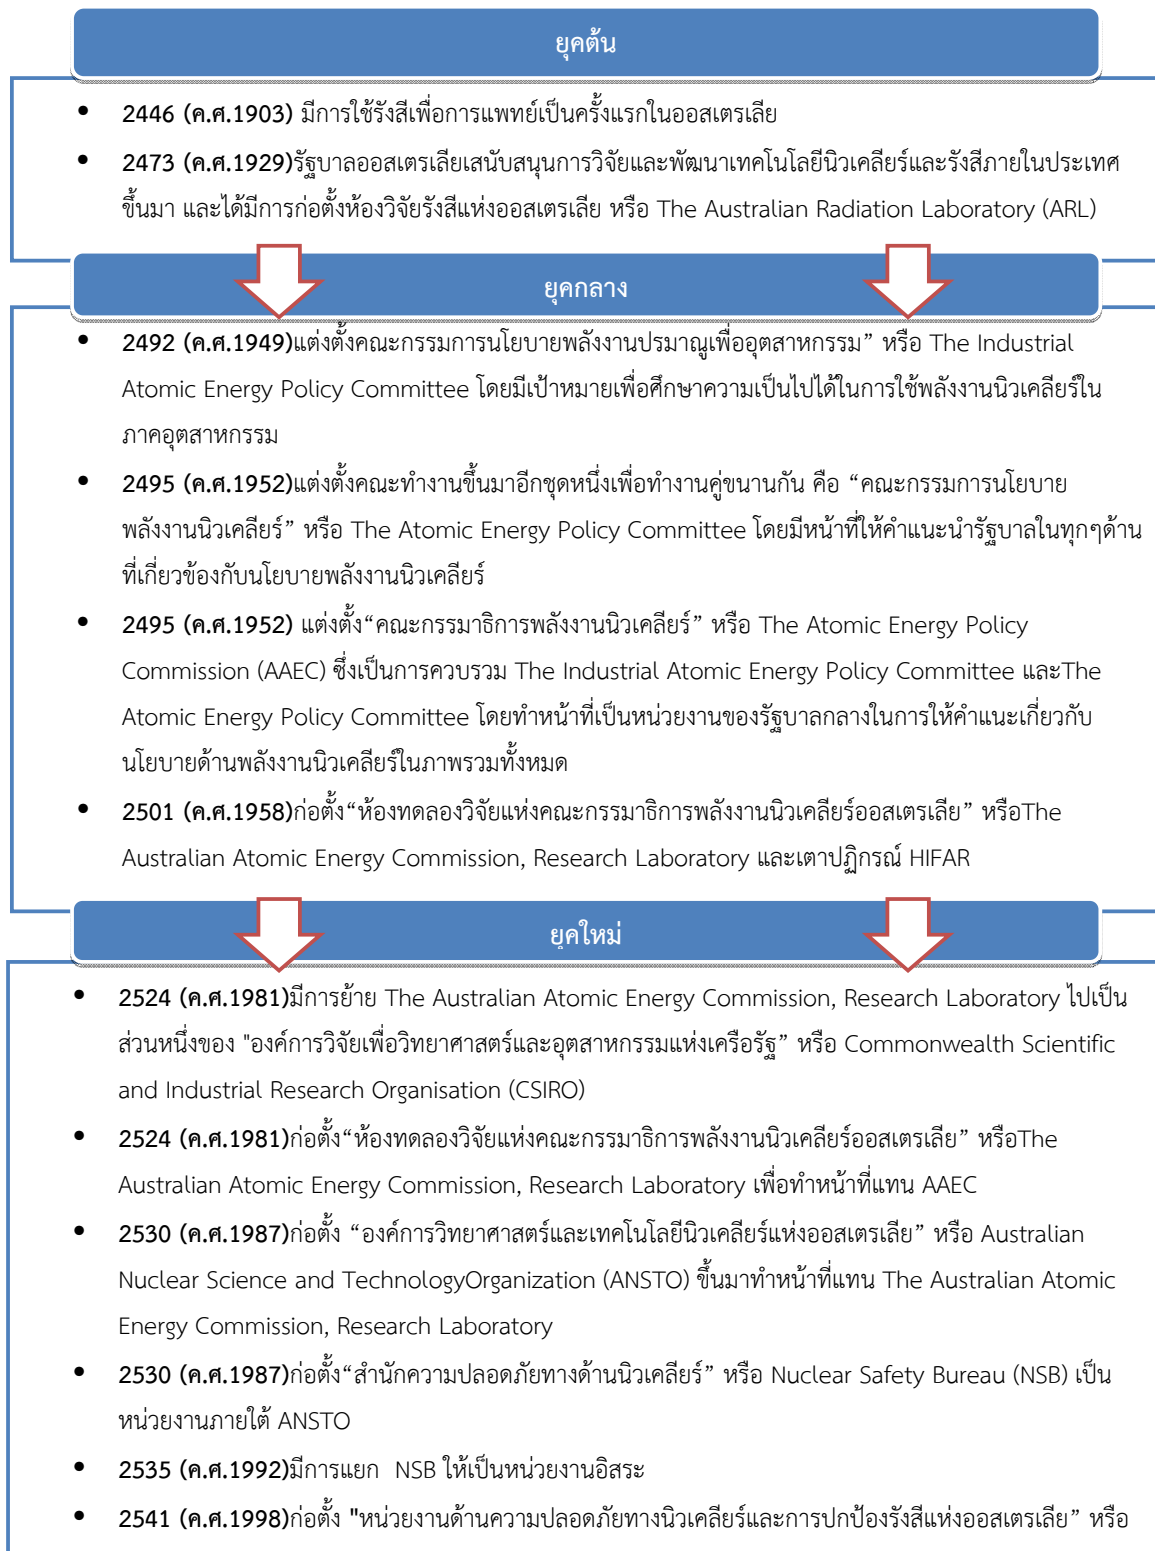 ยุคต้น
• 2446 (ค.ศ.1903) มีการใช้รังสีเพื่อการแพทย์เป็นครั้งแรกในออสเตรเลีย
• 2473 (ค.ศ.1929)รัฐบาลออสเตรเลียเสนับสนุนการวิจัยและพัฒนาเทคโนโลยีนิวเคลียร์และรังสีภายในประเทศ
ขึ้นมา และได้มีการก่อตั้งห้องวิจัยรังสีแห่งออสเตรเลีย หรือ The Australian Radiation Laboratory (ARL)
ยุคกลาง
• 2492 (ค.ศ.1949)แต่งตั้งคณะกรรมการนโยบายพลังงานปรมาณูเพื่ออุตสาหกรรม” หรือ The Industrial
Atomic Energy Policy Committee โดยมีเป้าหมายเพื่อศึกษาความเป็นไปได้ในการใช้พลังงานนิวเคลียร์ใน
ภาคอุตสาหกรรม
• 2495 (ค.ศ.1952)แต่งตั้งคณะทำงานขึ้นมาอีกชุดหนึ่งเพื่อทำงานคู่ขนานกัน คือ “คณะกรรมการนโยบาย
พลังงานนิวเคลียร์” หรือ The Atomic Energy Policy Committee โดยมีหน้าที่ให้คำแนะนำรัฐบาลในทุกๆด้าน
ที่เกี่ยวข้องกับนโยบายพลังงานนิวเคลียร์
• 2495 (ค.ศ.1952) แต่งตั้ง“คณะกรรมาธิการพลังงานนิวเคลียร์” หรือ The Atomic Energy Policy
Commission (AAEC) ซึ่งเป็นการควบรวม The Industrial Atomic Energy Policy Committee และThe
Atomic Energy Policy Committee โดยทำหน้าที่เป็นหน่วยงานของรัฐบาลกลางในการให้คำแนะเกี่ยวกับ
นโยบายด้านพลังงานนิวเคลียร์ในภาพรวมทั้งหมด
• 2501 (ค.ศ.1958)ก่อตั้ง“ห้องทดลองวิจัยแห่งคณะกรรมาธิการพลังงานนิวเคลียร์ออสเตรเลีย” หรือThe
Australian Atomic Energy Commission, Research Laboratory และเตาปฏิกรณ์ HIFAR
ยุคใหม่
• 2524 (ค.ศ.1981)มีการย้าย The Australian Atomic Energy Commission, Research Laboratory ไปเป็น
ส่วนหนึ่งของ "องค์การวิจัยเพื่อวิทยาศาสตร์และอุตสาหกรรมแห่งเครือรัฐ” หรือ Commonwealth Scientific
and Industrial Research Organisation (CSIRO)
• 2524 (ค.ศ.1981)ก่อตั้ง“ห้องทดลองวิจัยแห่งคณะกรรมาธิการพลังงานนิวเคลียร์ออสเตรเลีย” หรือThe
Australian Atomic Energy Commission, Research Laboratory เพื่อทำหน้าที่แทน AAEC
• 2530 (ค.ศ.1987)ก่อตั้ง “องค์การวิทยาศาสตร์และเทคโนโลยีนิวเคลียร์แห่งออสเตรเลีย” หรือ Australian
Nuclear Science and TechnologyOrganization (ANSTO) ขึ้นมาทำหน้าที่แทน The Australian Atomic
Energy Commission, Research Laboratory
• 2530 (ค.ศ.1987)ก่อตั้ง“สำนักความปลอดภัยทางด้านนิวเคลียร์” หรือ Nuclear Safety Bureau (NSB) เป็น
หน่วยงานภายใต้ ANSTO
• 2535 (ค.ศ.1992)มีการแยก NSB ให้เป็นหน่วยงานอิสระ
• 2541 (ค.ศ.1998)ก่อตั้ง "หน่วยงานด้านความปลอดภัยทางนิวเคลียร์และการปกป้องรังสีแห่งออสเตรเลีย” หรือ